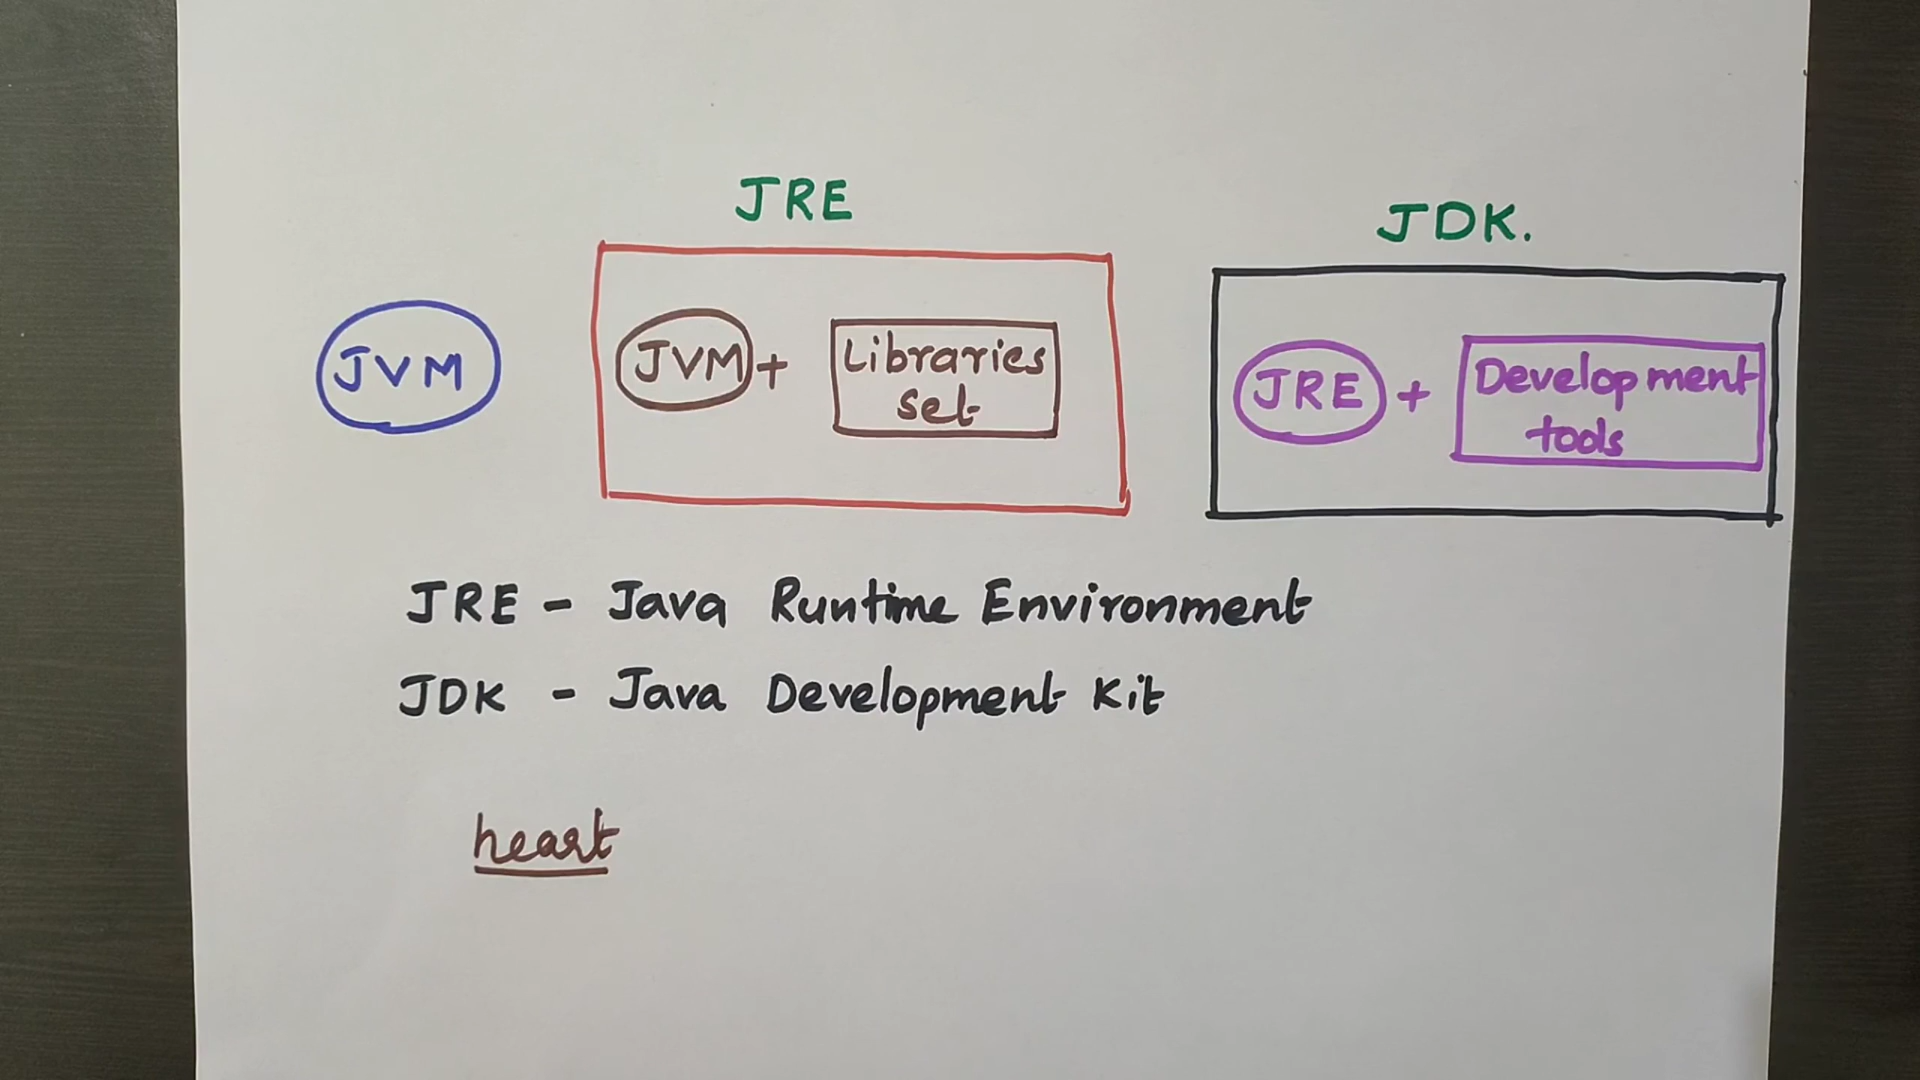 JRE
JDK.
JVM
JVM + Libraries set
JRE + Development tools
JRE - Java Runtime Environment
JDK - Java Development Kit
heart